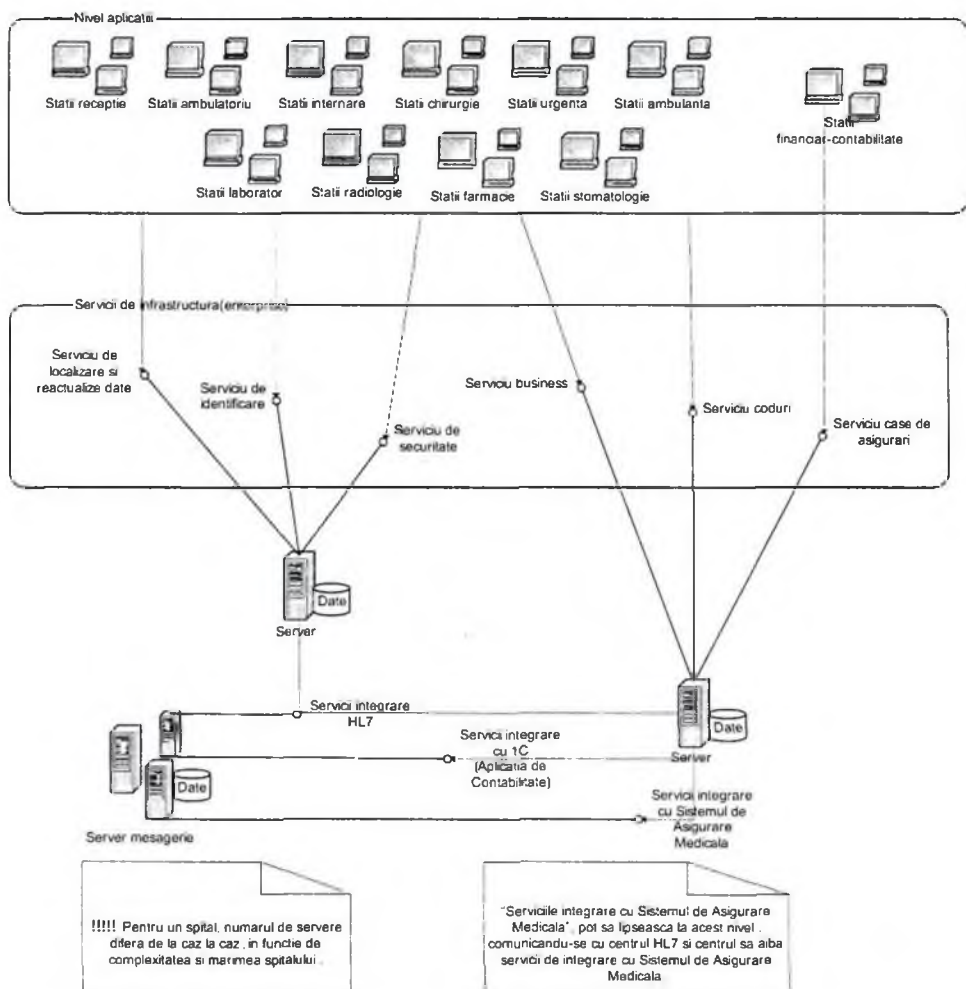 Nivel aplicatii
Statii receptie
Statii ambulatoriu
Statii internare
Statii chirurgie
Statii urgenta
Statii ambulanta
Statii
financiar-contabilitate
Statii laborator
Statii radiologie
Statii farmacie
Statii stomatologie
Servicii de infrastructura(enterprise)
Serviciu de
localizare si
reactualize date
Serviciu de
identificare
Serviciu de
securitate
Serviciu business
Serviciu coduri
Serviciu case de
asigurari
Date
Server
Servicii integrare
HL7
Date
Server
Servicii integrare
cu 1C
(Aplicatia de
Contabilitate)
Date
Servicii integrare
cu Sistemul de
Asigurare
Medicala
Server mesagerie
!!!!! Pentru un spital, numarul de servere
difera de la caz la caz, in functie de
complexitatea si marimea spitalului
"Serviciile integrare cu Sistemul de Asigurare
Medicala", pot sa lipseasca la acest nivel,
comunicandu-se cu centrul HL7 si centrul sa aiba
servicii de integrare cu Sistemul de Asigurare
Medicala